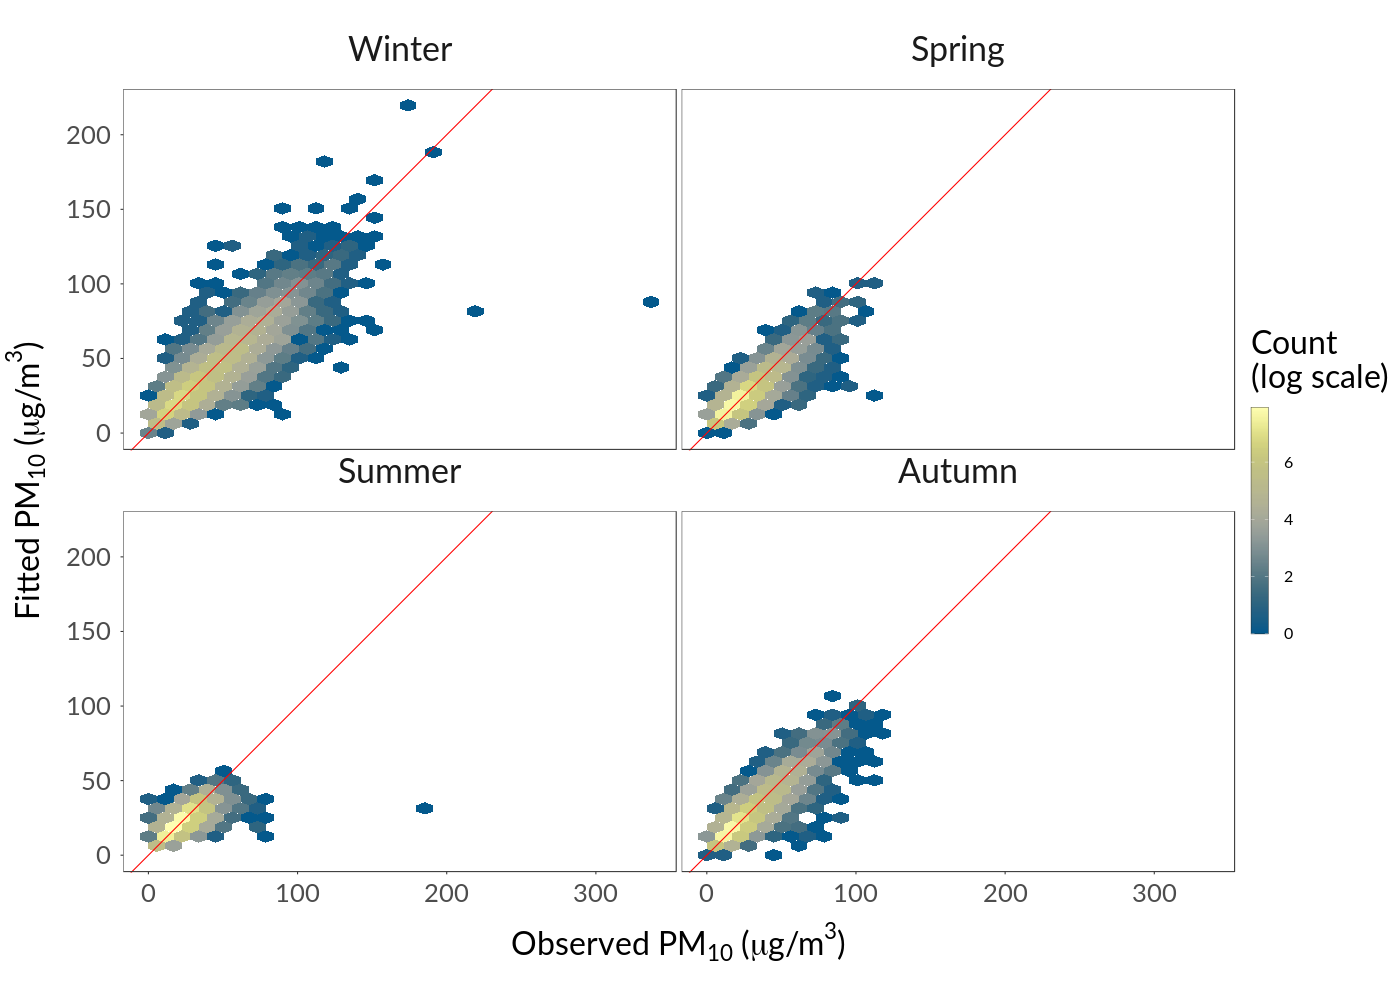 Winter
Spring
200
150
100
50
0
Summer
Autumn
200
150
100
50
0
0 100 200 300
0 100 200 300
Fitted PM₁₀ (µg/m³)
Observed PM₁₀ (µg/m³)
Count
(log scale)
6
4
2
0